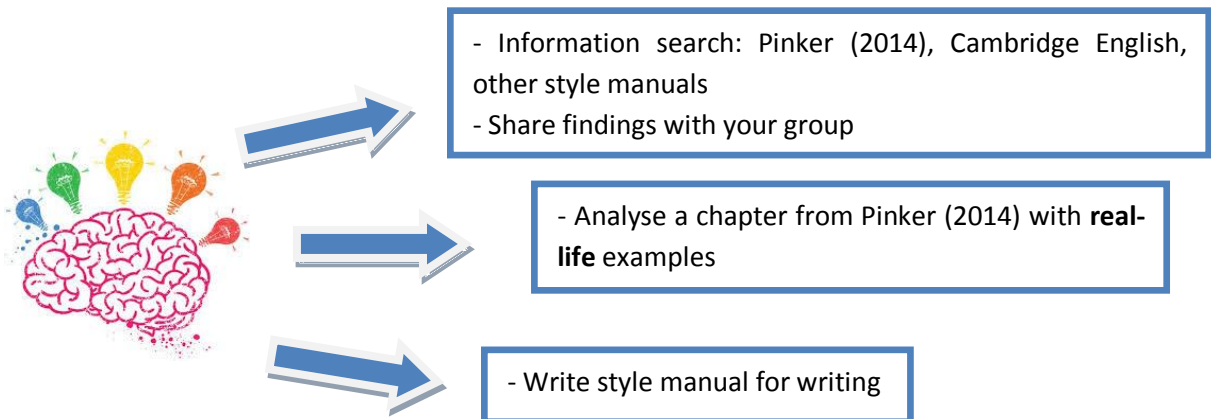 - Information search: Pinker (2014), Cambridge English,
other style manuals
- Share findings with your group
- Analyse a chapter from Pinker (2014) with real-
life examples
- Write style manual for writing